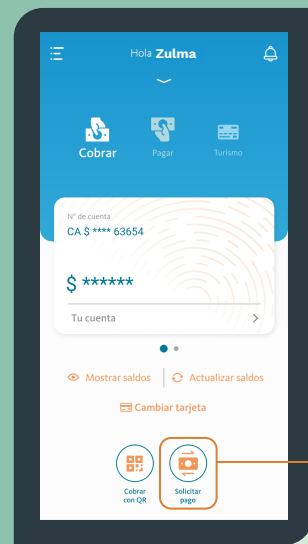 Hola Zulma
Cobrar
Pagar
Turismo
N° de cuenta
CA $ **** 63654
$ ******
Tu cuenta
Mostrar saldos
Actualizar saldos
Cambiar tarjeta
Cobrar
con QR
Solicitar
pago